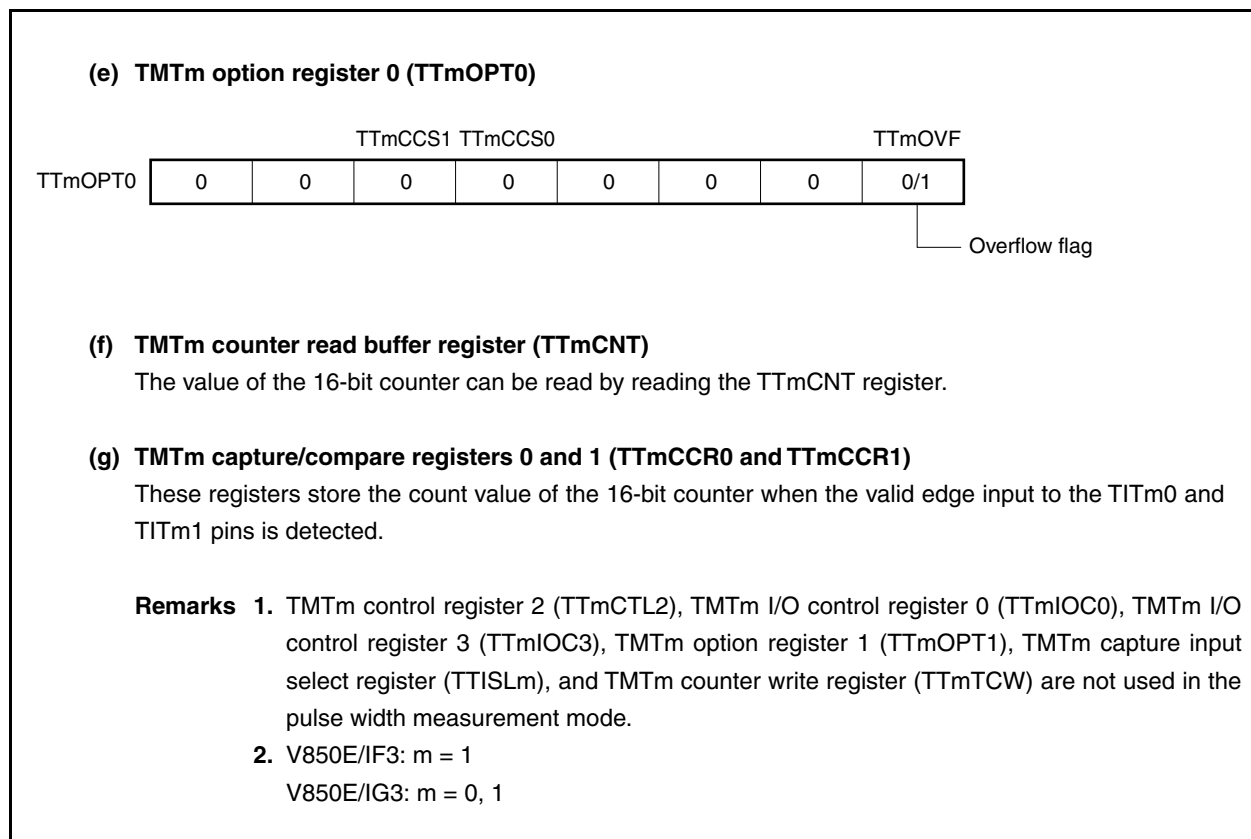 (e) TMTm option register 0 (TTmOPT0)
TTmCCS1 TTmCCS0 TTmOVF
TTmOPT0 0 0 0 0 0 0 0 0/1
Overflow flag
(f) TMTm counter read buffer register (TTmCNT)
The value of the 16-bit counter can be read by reading the TTmCNT register.
(g) TMTm capture/compare registers 0 and 1 (TTmCCR0 and TTmCCR1)
These registers store the count value of the 16-bit counter when the valid edge input to the TITm0 and
TITm1 pins is detected.
Remarks 1. TMTm control register 2 (TTmCTL2), TMTm I/O control register 0 (TTmIOC0), TMTm I/O
control register 3 (TTmIOC3), TMTm option register 1 (TTmOPT1), TMTm capture input
select register (TTISLm), and TMTm counter write register (TTmTCW) are not used in the
pulse width measurement mode.
2. V850E/IF3: m = 1
V850E/IG3: m = 0, 1